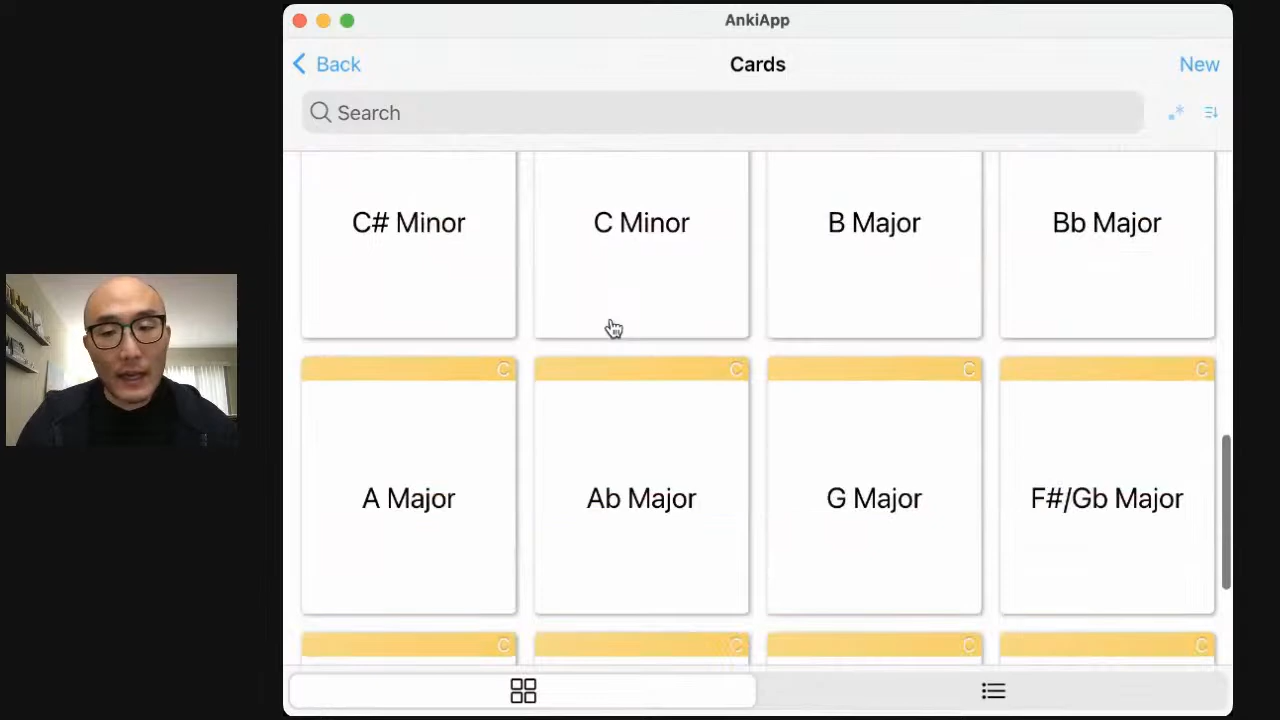 AnkiApp
Back
Cards
New
Search
C# Minor
C Minor
B Major
Bb Major
C
C
C
C
A Major
Ab Major
G Major
F#/Gb Major
C
C
C
C